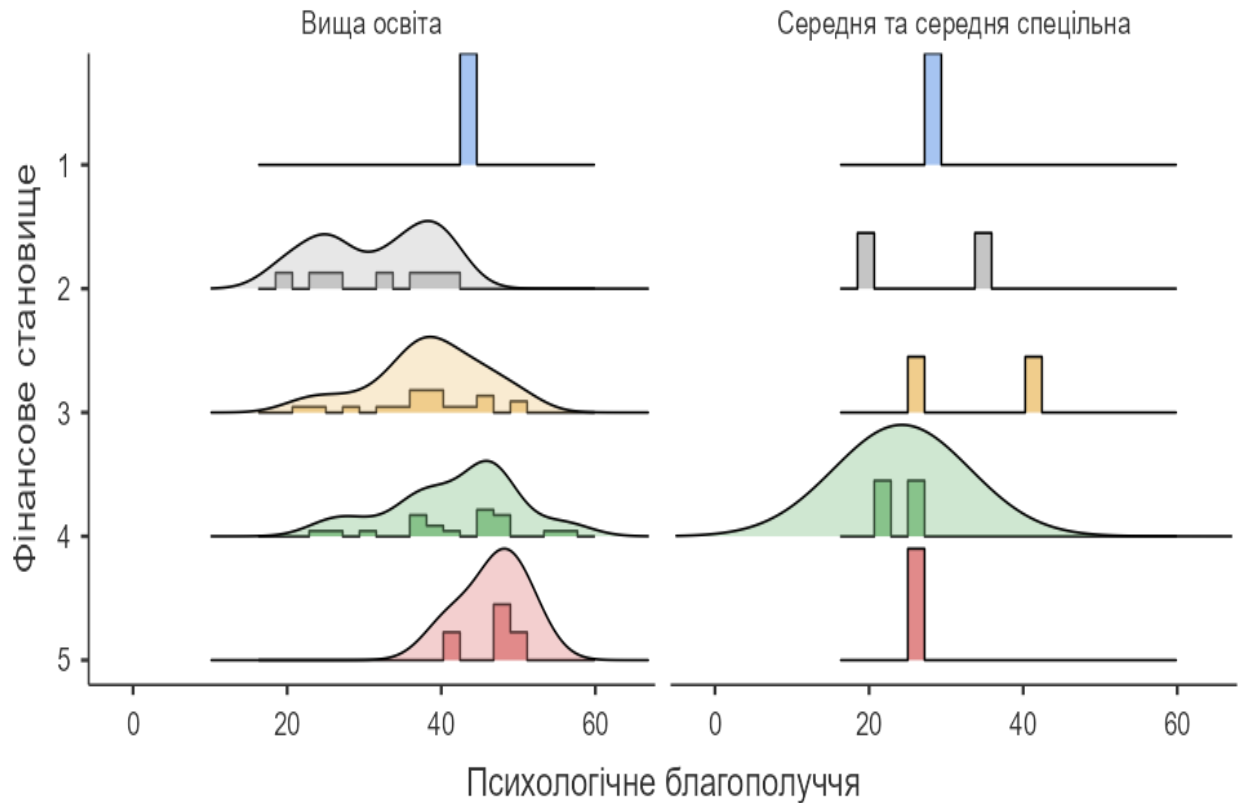 Вища освіта
Середня та середня спецільна
Фінансове становище
1
2
3
4
5
0 20 40 60
0 20 40 60
Психологічне благополуччя